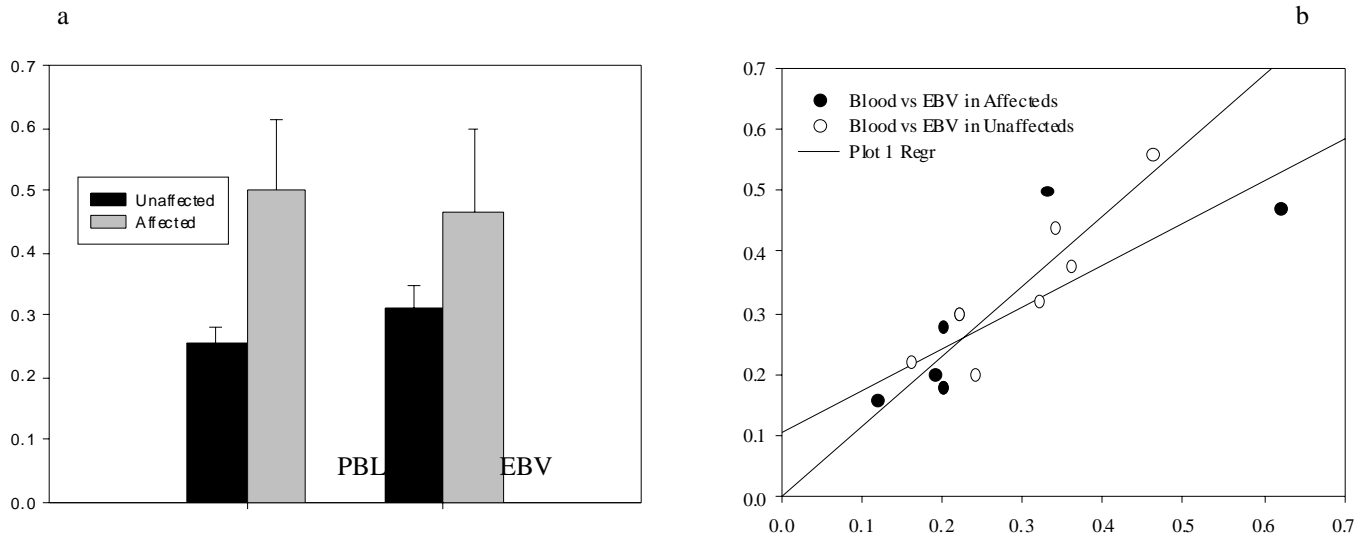 a
0.7
0.6
0.5
0.4
0.3
0.2
0.1
0.0
Unaffected
Affected
PBL
EBV
b
0.7
0.6
0.5
0.4
0.3
0.2
0.1
0.0
Blood vs EBV in Affecteds
Blood vs EBV in Unaffecteds
Plot 1 Regr
0.0 0.1 0.2 0.3 0.4 0.5 0.6 0.7